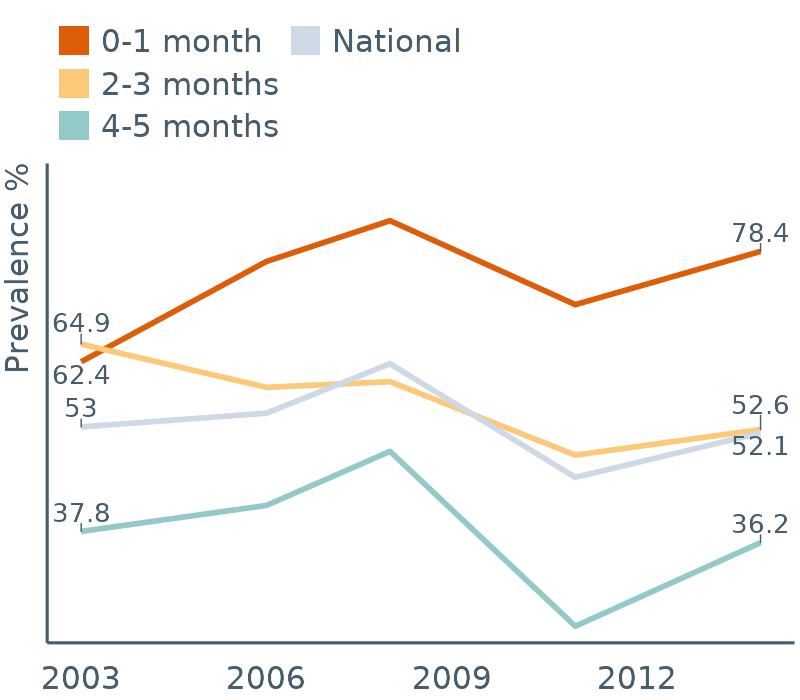 0-1 month
National
2-3 months
4-5 months
Prevalence %
78.4
64.9
62.4
53
52.6
52.1
37.8
36.2
2003 2006 2009 2012